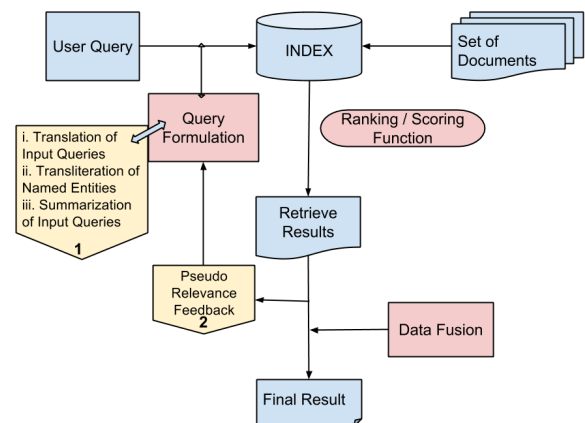 User Query
INDEX
Set of
Documents
Query
Formulation
Ranking / Scoring
Function
i. Translation of
Input Queries
ii. Transliteration of
Named Entities
iii. Summarization
of Input Queries
1
Retrieve
Results
Pseudo
Relevance
Feedback
2
Data Fusion
Final Result